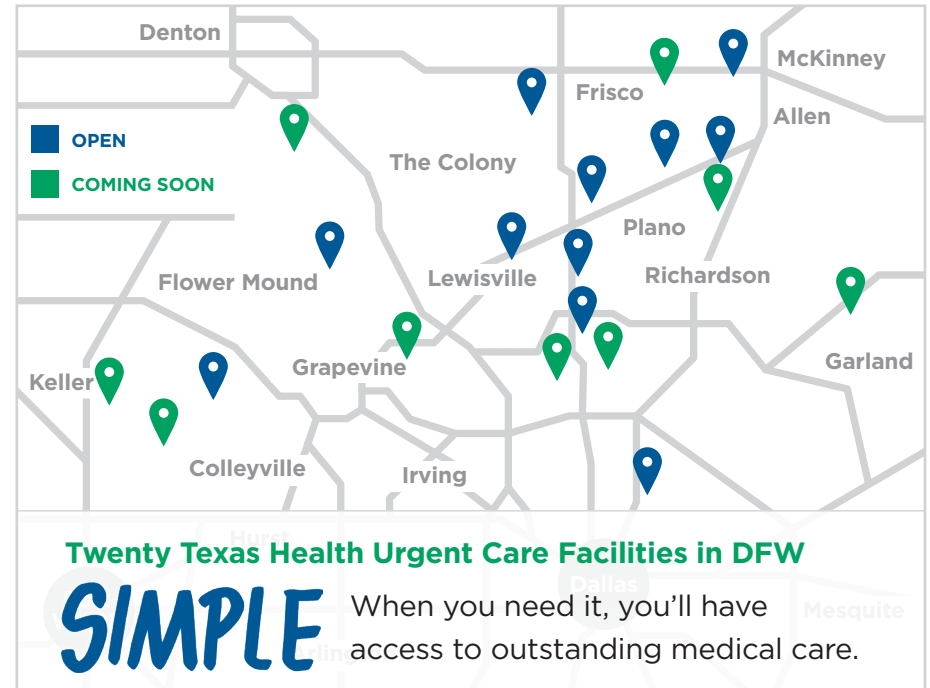 Denton
McKinney
Frisco
Allen
OPEN
The Colony
COMING SOON
Plano
Richardson
Lewisville
Flower Mound
Garland
Grapevine
Keller
Colleyville
Irving
Hurst
Twenty Texas Health Urgent Care Facilities in DFW
Dallas
SIMPLE
When you need it, you’ll have
Mesquite
access to outstanding medical care.